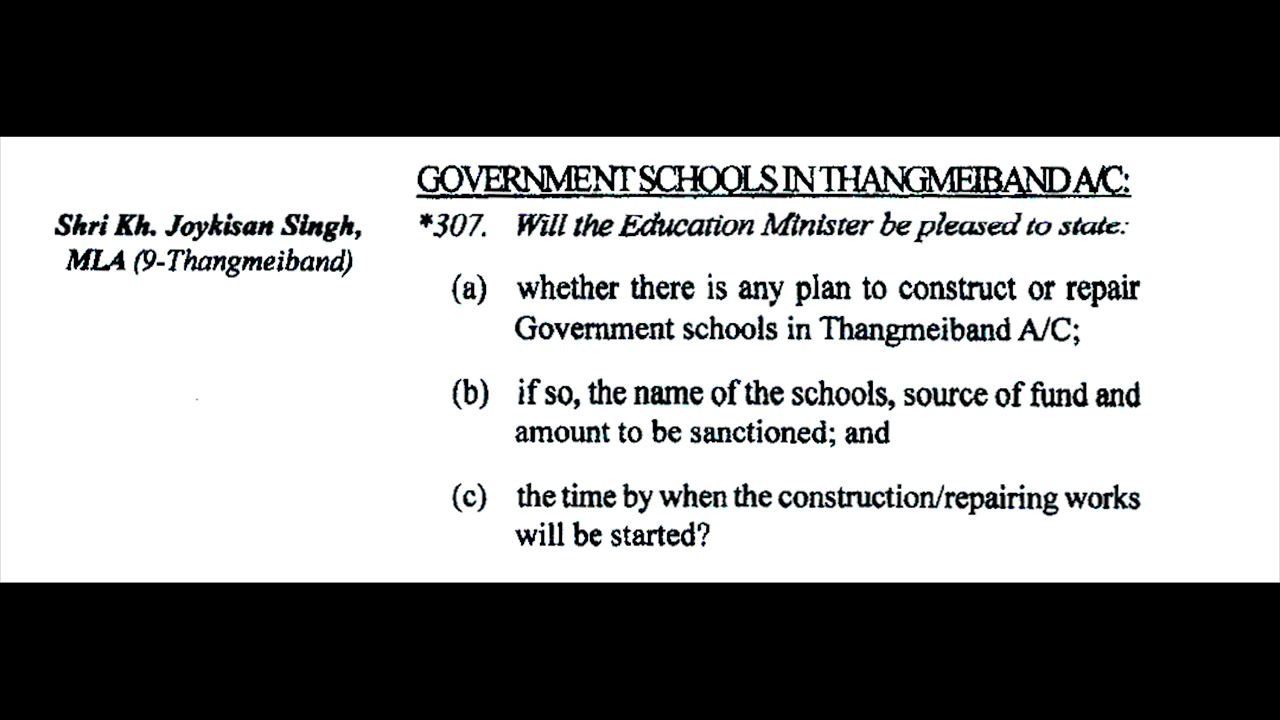 GOVERNMENT SCHOOLS IN THANGMEIBAND A/C:
Shri Kh. Joykisan Singh,
MLA (9-Thangmeiband)
*307. Will the Education Minister be pleased to state:
(a) whether there is any plan to construct or repair
Government schools in Thangmeiband A/C;
(b) if so, the name of the schools, source of fund and
amount to be sanctioned; and
(c) the time by when the construction/repairing works
will be started?